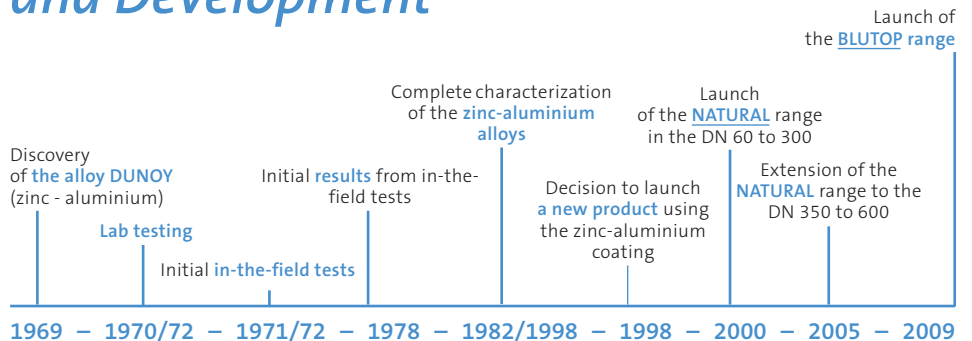 and Development
Launch of
the BLUTOP range
Complete characterization
of the zinc-aluminium
alloys
Launch
of the NATURAL range
in the DN 60 to 300
Discovery
of the alloy DUNOY
(zinc - aluminium)
Initial results from in-the-
field tests
Decision to launch
a new product using
the zinc-aluminium
coating
Extension of the
NATURAL range to the
DN 350 to 600
Lab testing
Initial in-the-field tests
1969 – 1970/72 – 1971/72 – 1978 – 1982/1998 – 1998 – 2000 – 2005 – 2009